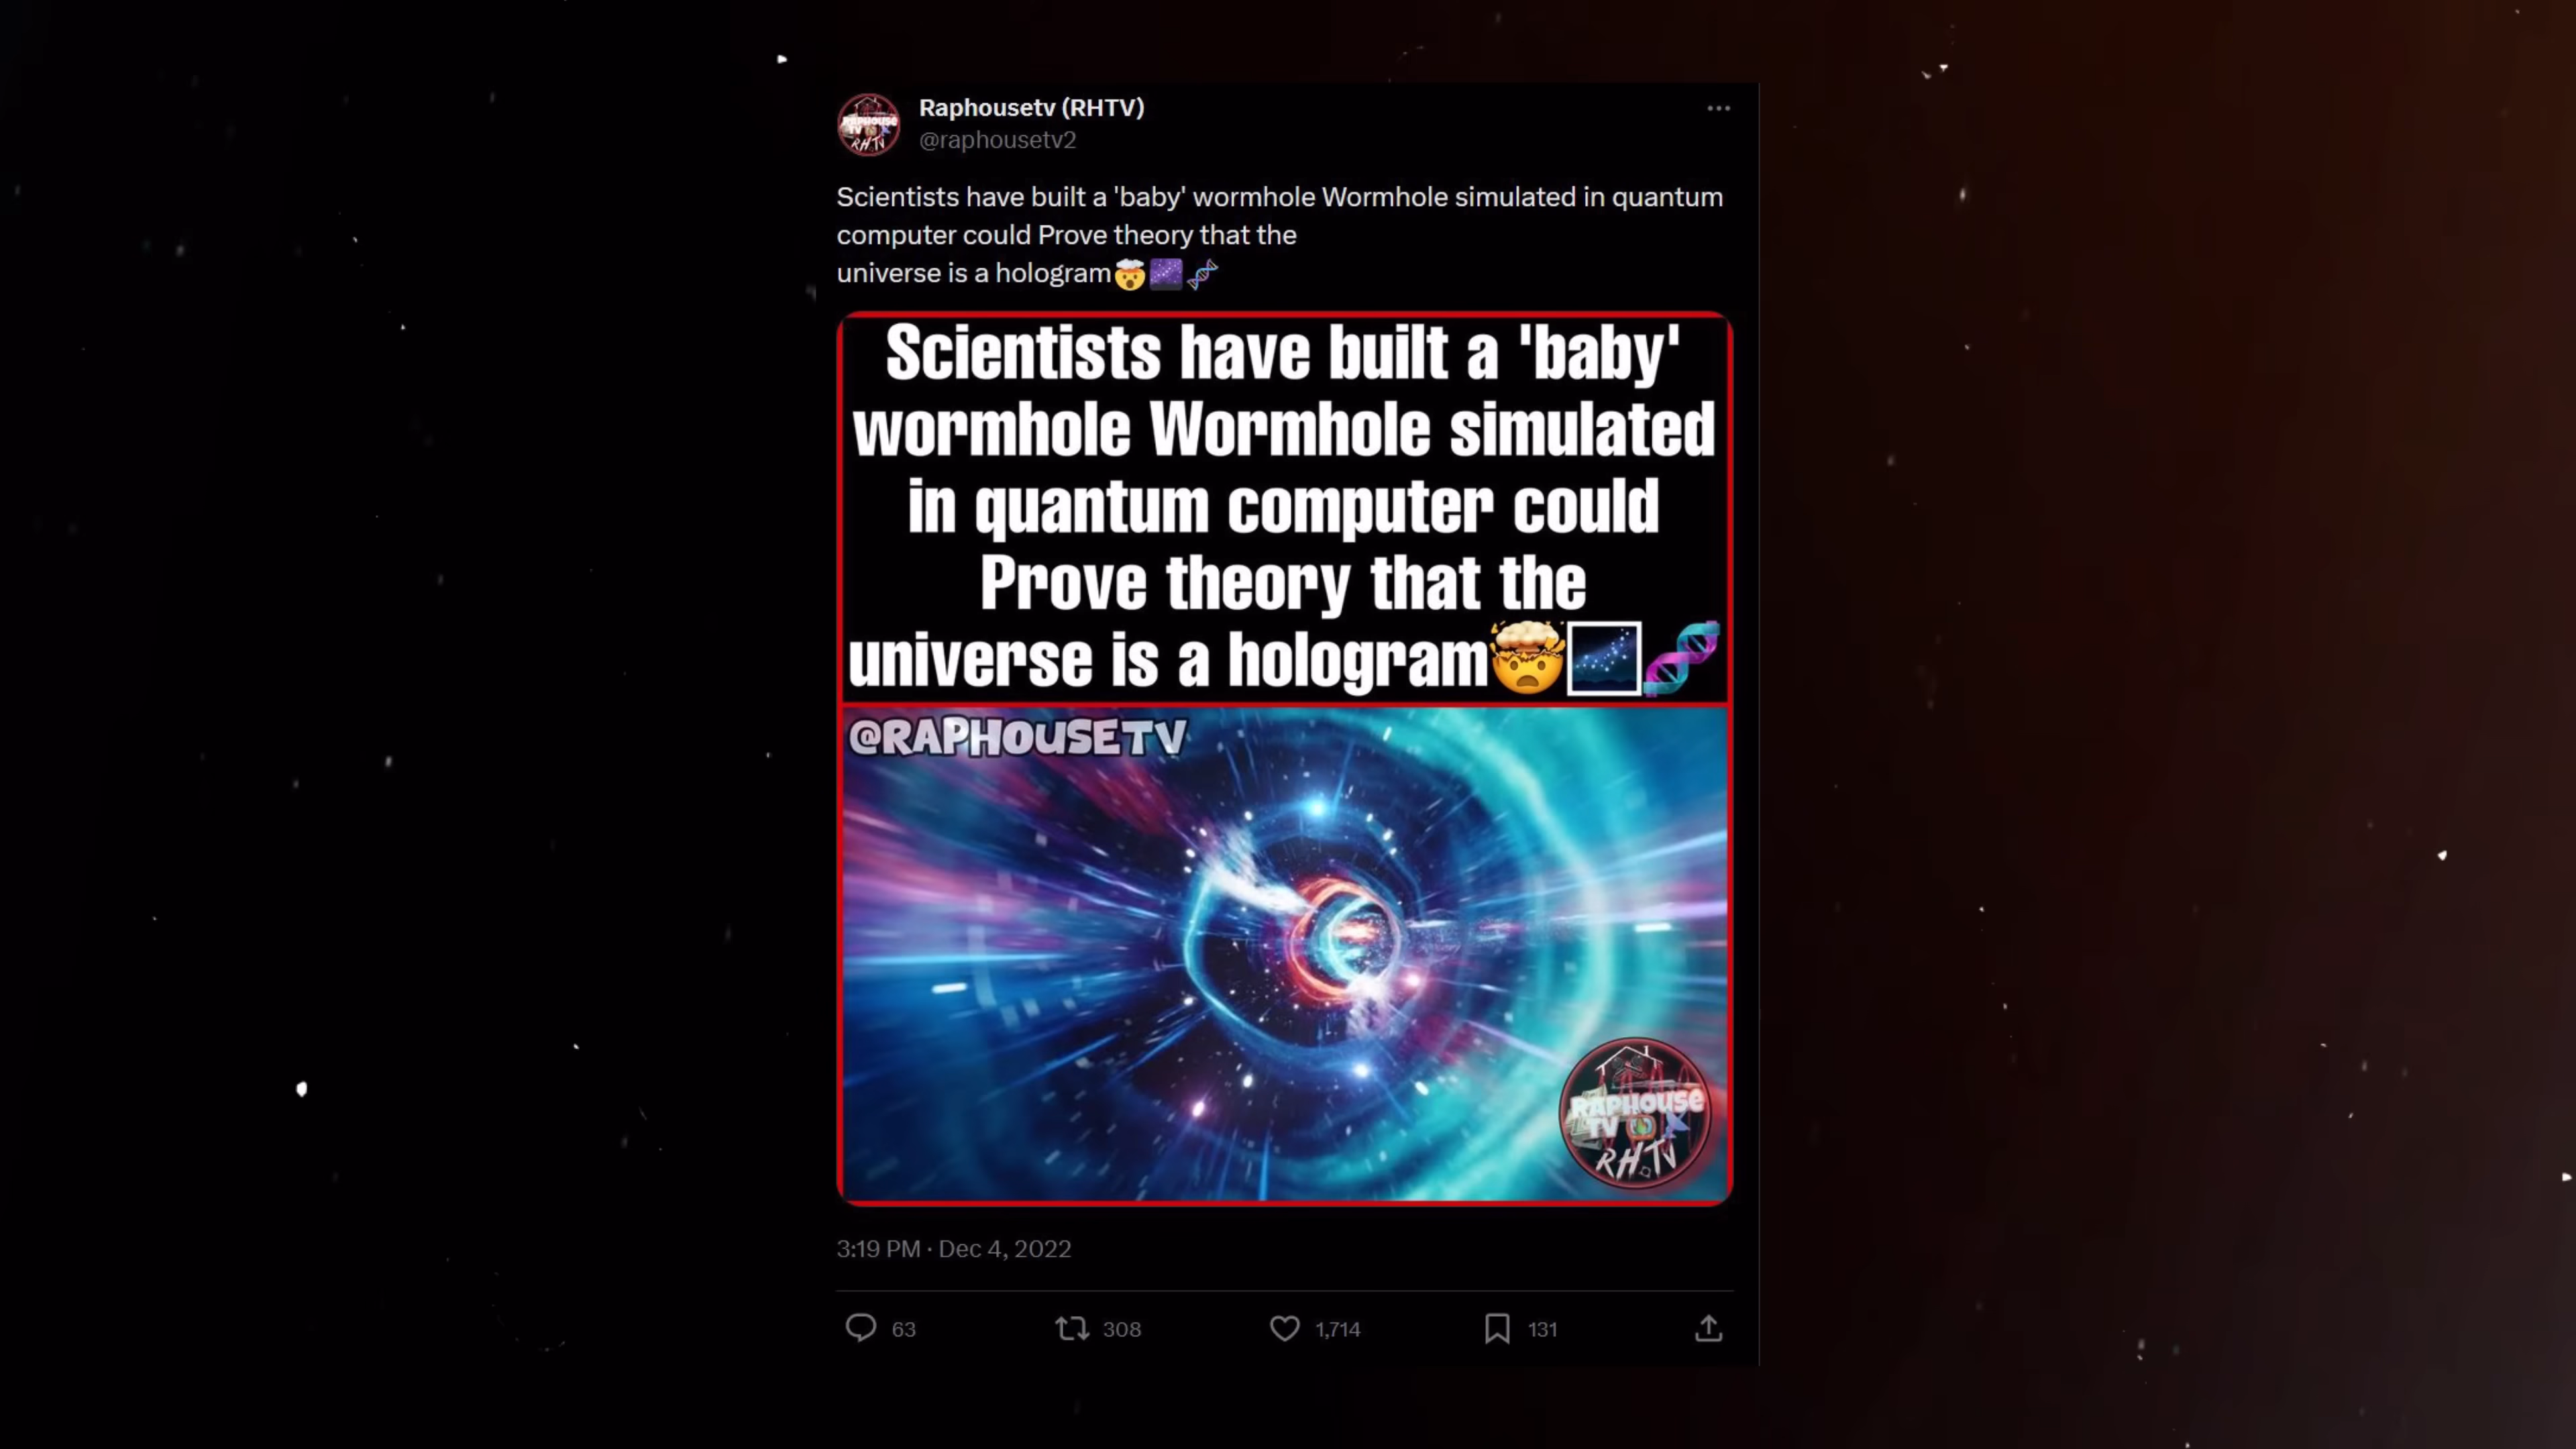 Raphousetv (RHTV)
@raphousetv2
Scientists have built a 'baby' wormhole Wormhole simulated in quantum
computer could Prove theory that the
universe is a hologram🤯🌌🧬
Scientists have built a 'baby'
wormhole Wormhole simulated
in quantum computer could
Prove theory that the
universe is a hologram🤯🌌🧬
@RAPHOUSETV
RAPHOUSE
TV
RH.TV
3:19 PM · Dec 4, 2022
63
308
1,714
131